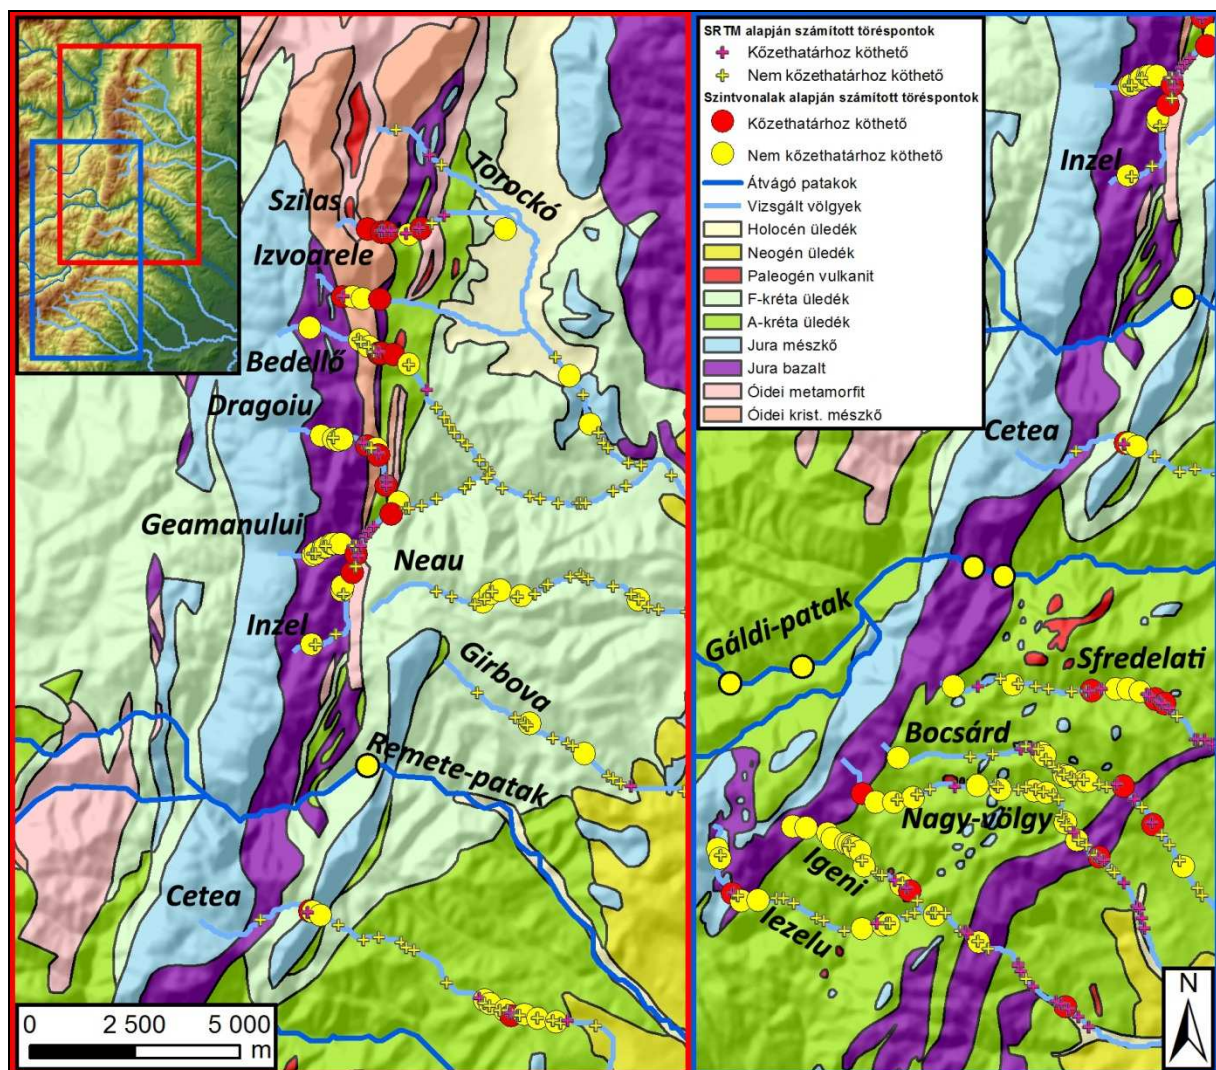 Szilas
Torockó
Izvoarele
Bedellő
Dragoiu
Geamanului
Neau
Inzel
Girbova
Remete-patak
Cetea
0 2 500 5 000
m
SRTM alapján számított töréspontok
Kőzethatárhoz köthető
Nem kőzethatárhoz köthető
Szintvonalak alapján számított töréspontok
Kőzethatárhoz köthető
Nem kőzethatárhoz köthető
Átvágó patakok
Vizsgált völgyek
Holocén üledék
Neogén üledék
Paleogén vulkanit
F-kréta üledék
A-kréta üledék
Jura mészkő
Jura bazalt
Óidei metamorfit
Óidei krist. mészkő
Inzel
Cetea
Gáldi-patak
Sfredelati
Bocsárd
Nagy-völgy
Igeni
Iezelu
N